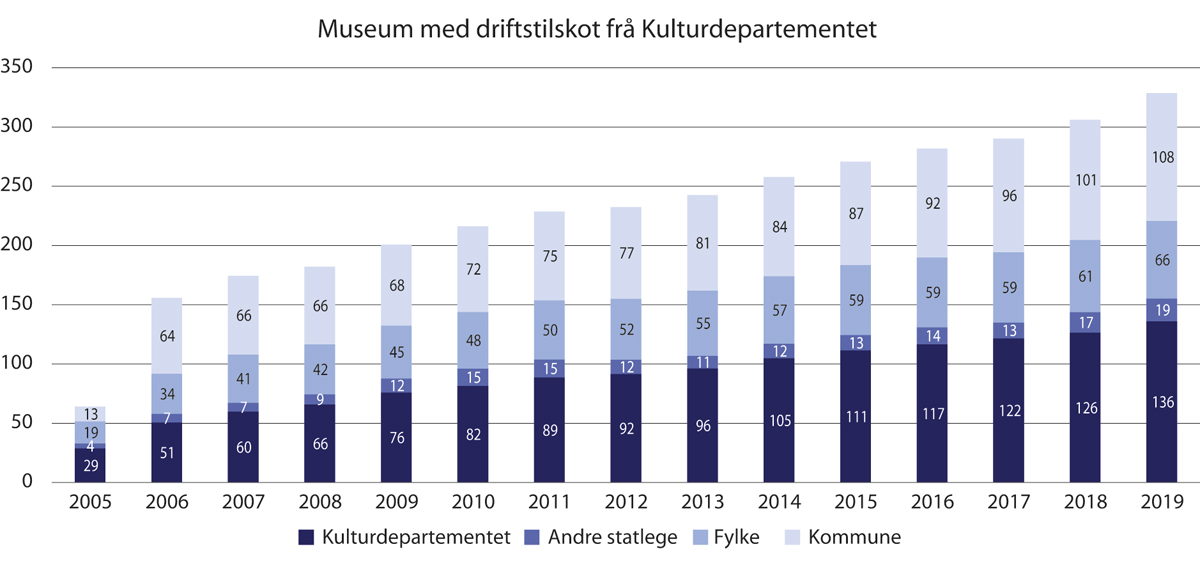 Museum med driftstilskot frå Kulturdepartementet
350
300
250
200
150
100
50
0
13 64 66 66 68 72 75 77 81 84 87 92 96 101 108
19 34 41 42 45 48 50 52 55 57 59 59 59 61 66
4 7 7 9 12 15 15 12 11 12 13 14 13 17 19
29 51 60 66 76 82 89 92 96 105 111 117 122 126 136
2005 2006 2007 2008 2009 2010 2011 2012 2013 2014 2015 2016 2017 2018 2019
Kulturdepartementet Andre statlege Fylke Kommune